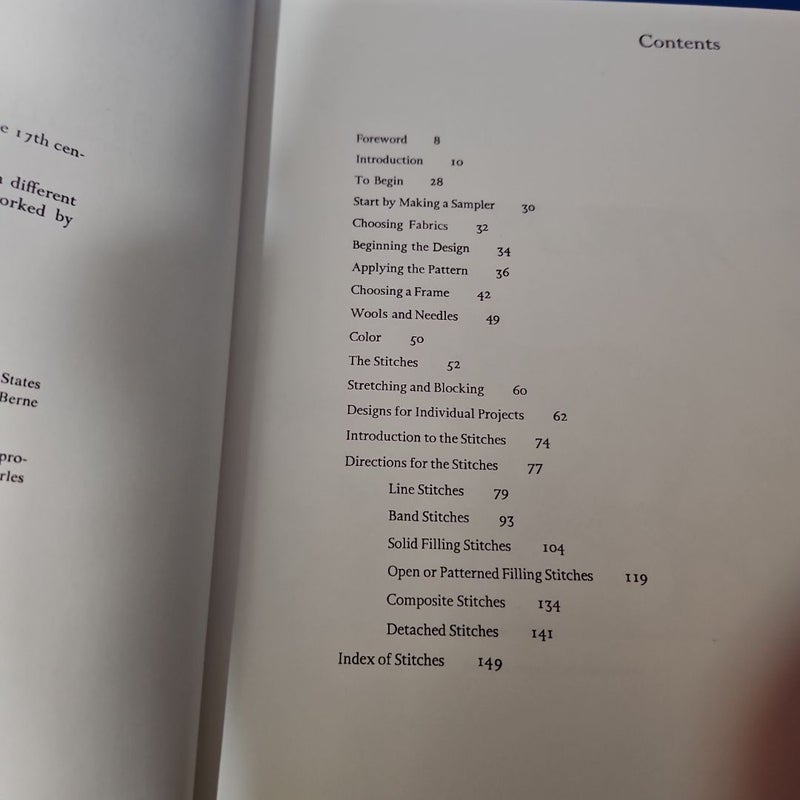 e 17th cen-
different
orked by
States
Berne
pro-
rles
Contents
Foreword 8
Introduction 10
To Begin 28
Start by Making a Sampler 30
Choosing Fabrics 32
Beginning the Design 34
Applying the Pattern 36
Choosing a Frame 42
Wools and Needles 49
Color 50
The Stitches 52
Stretching and Blocking 60
Designs for Individual Projects 62
Introduction to the Stitches 74
Directions for the Stitches 77
Line Stitches 79
Band Stitches 93
Solid Filling Stitches 104
Open or Patterned Filling Stitches 119
Composite Stitches 134
Detached Stitches 141
Index of Stitches 149